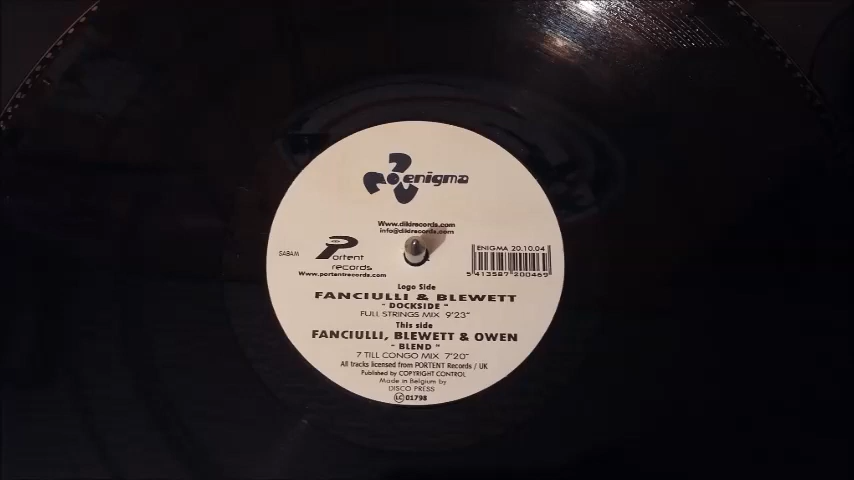 enigma
Www.dikirecords.com
info@dikirecords.com
SABAM
Portent
records
Www.portentrecords.com
ENIGMA 20.10.04
5 413587 200469
Logo Side
FANCIULLI & BLEWETT
" DOCKSIDE "
FULL STRINGS MIX 9'23"
This side
FANCIULLI, BLEWETT & OWEN
" BLEND "
7 TILL CONGO MIX 7'20"
All tracks licensed from PORTENT Records / UK
Published by COPYRIGHT CONTROL
Made in Belgium by
DISCO PRESS
LC 01798